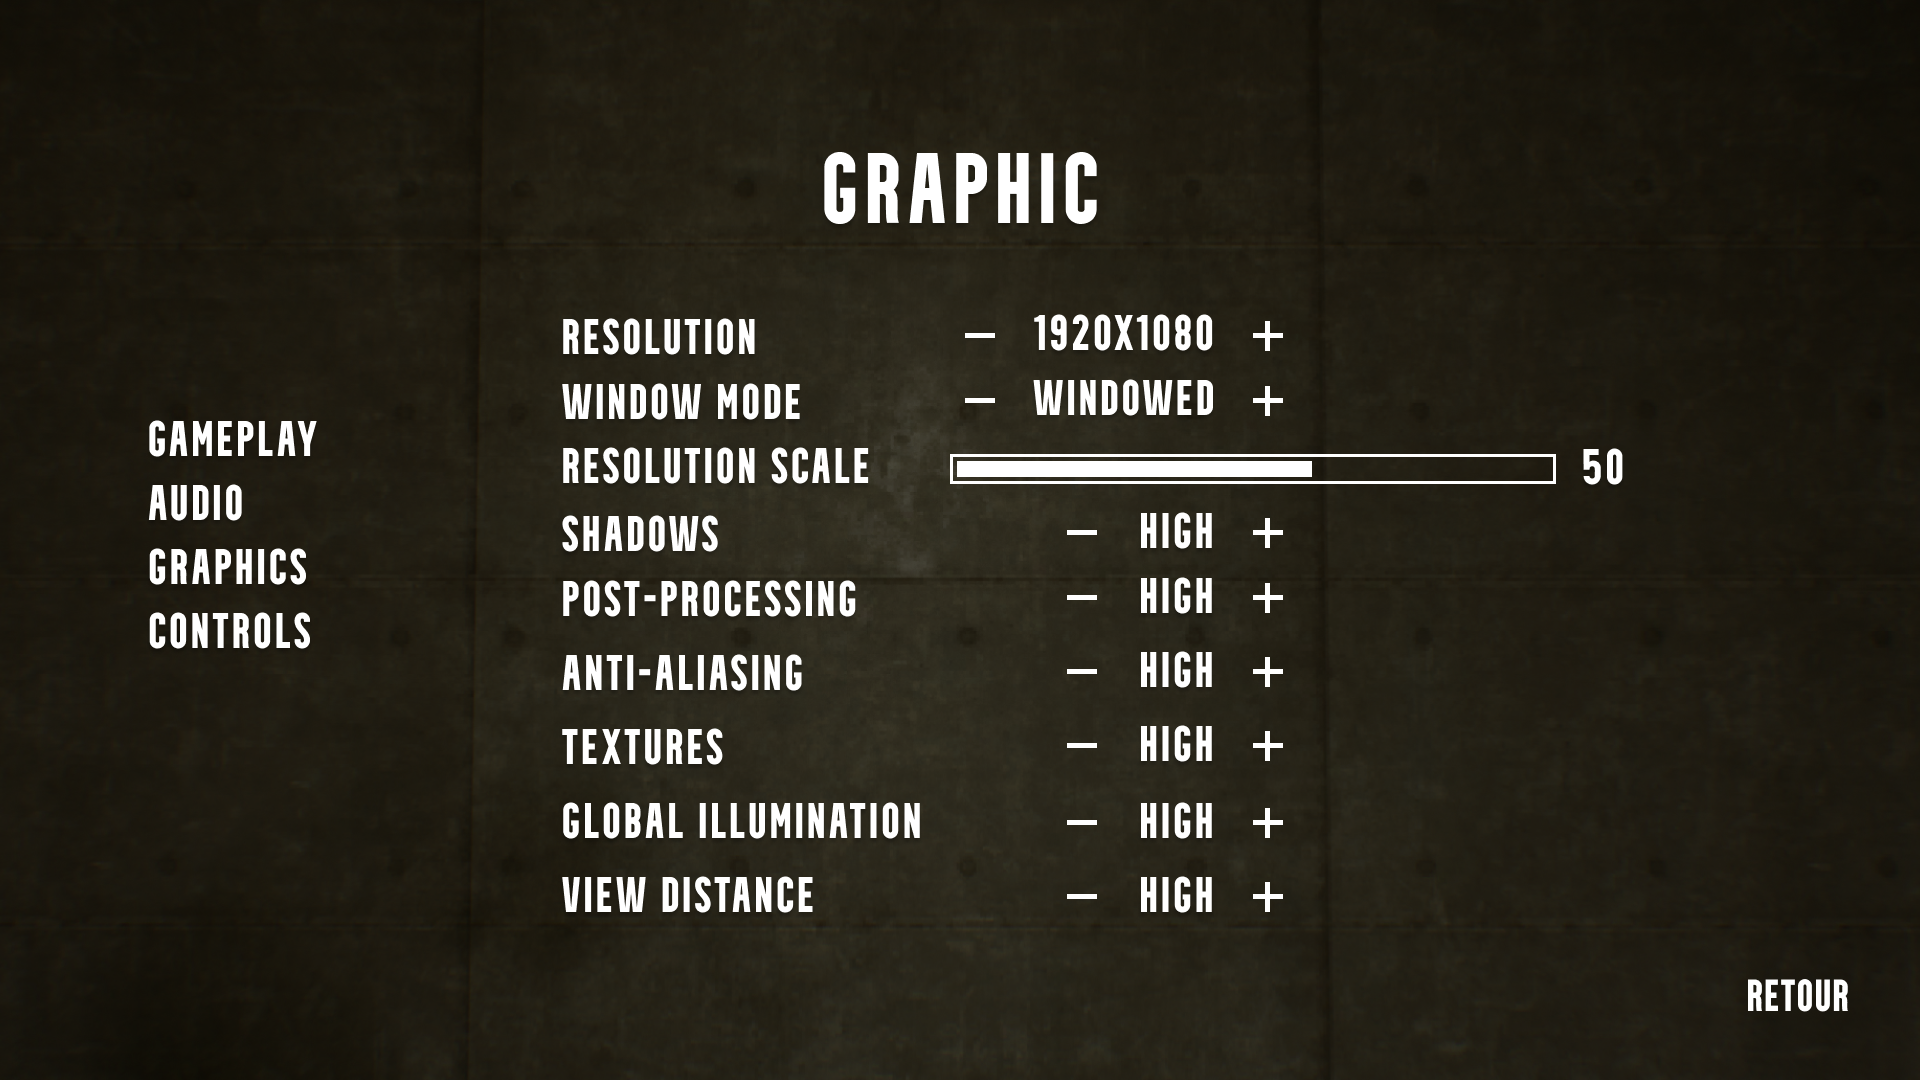 GRAPHIC
GAMEPLAY
AUDIO
GRAPHICS
CONTROLS
RESOLUTION — 1920X1080 +
WINDOW MODE — WINDOWED +
RESOLUTION SCALE 50
SHADOWS — HIGH +
POST-PROCESSING — HIGH +
ANTI-ALIASING — HIGH +
TEXTURES — HIGH +
GLOBAL ILLUMINATION — HIGH +
VIEW DISTANCE — HIGH +
RETOUR